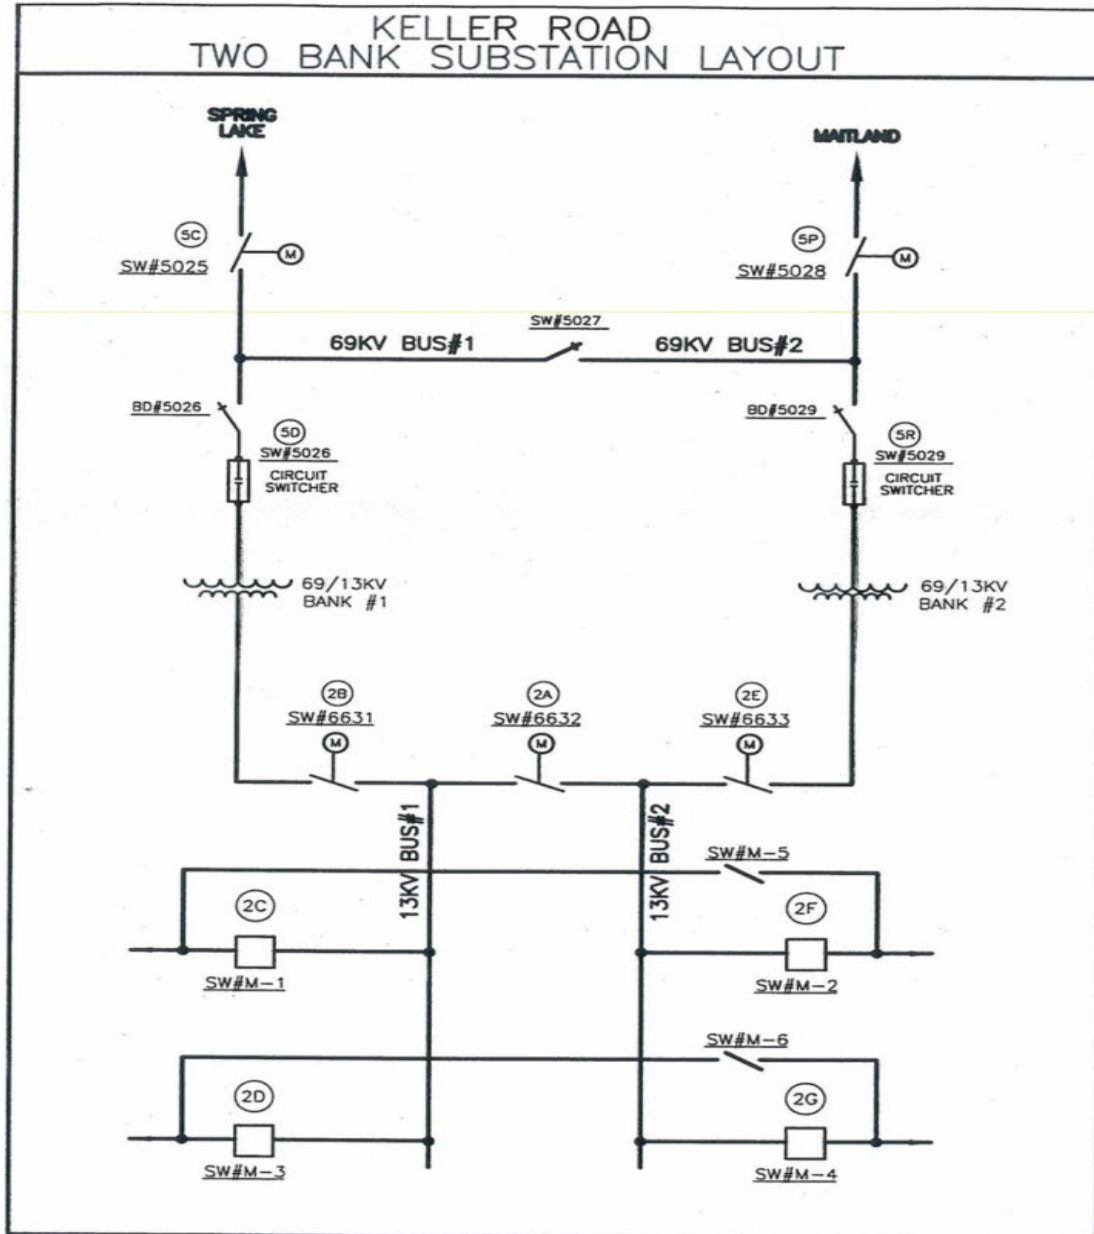 KELLER ROAD
TWO BANK SUBSTATION LAYOUT
SPRING
LAKE
MAITLAND
5C
SW#5025
M
5P
SW#5028
M
SW#5027
69KV BUS#1
69KV BUS#2
BD#5026
5D
SW#5026
CIRCUIT
SWITCHER
BD#5029
5R
SW#5029
CIRCUIT
SWITCHER
69/13KV
BANK #1
69/13KV
BANK #2
2B
SW#6631
M
2A
SW#6632
M
2E
SW#6633
M
13KV BUS#1
13KV BUS#2
SW#M-5
2C
SW#M-1
2F
SW#M-2
SW#M-6
2D
SW#M-3
2G
SW#M-4